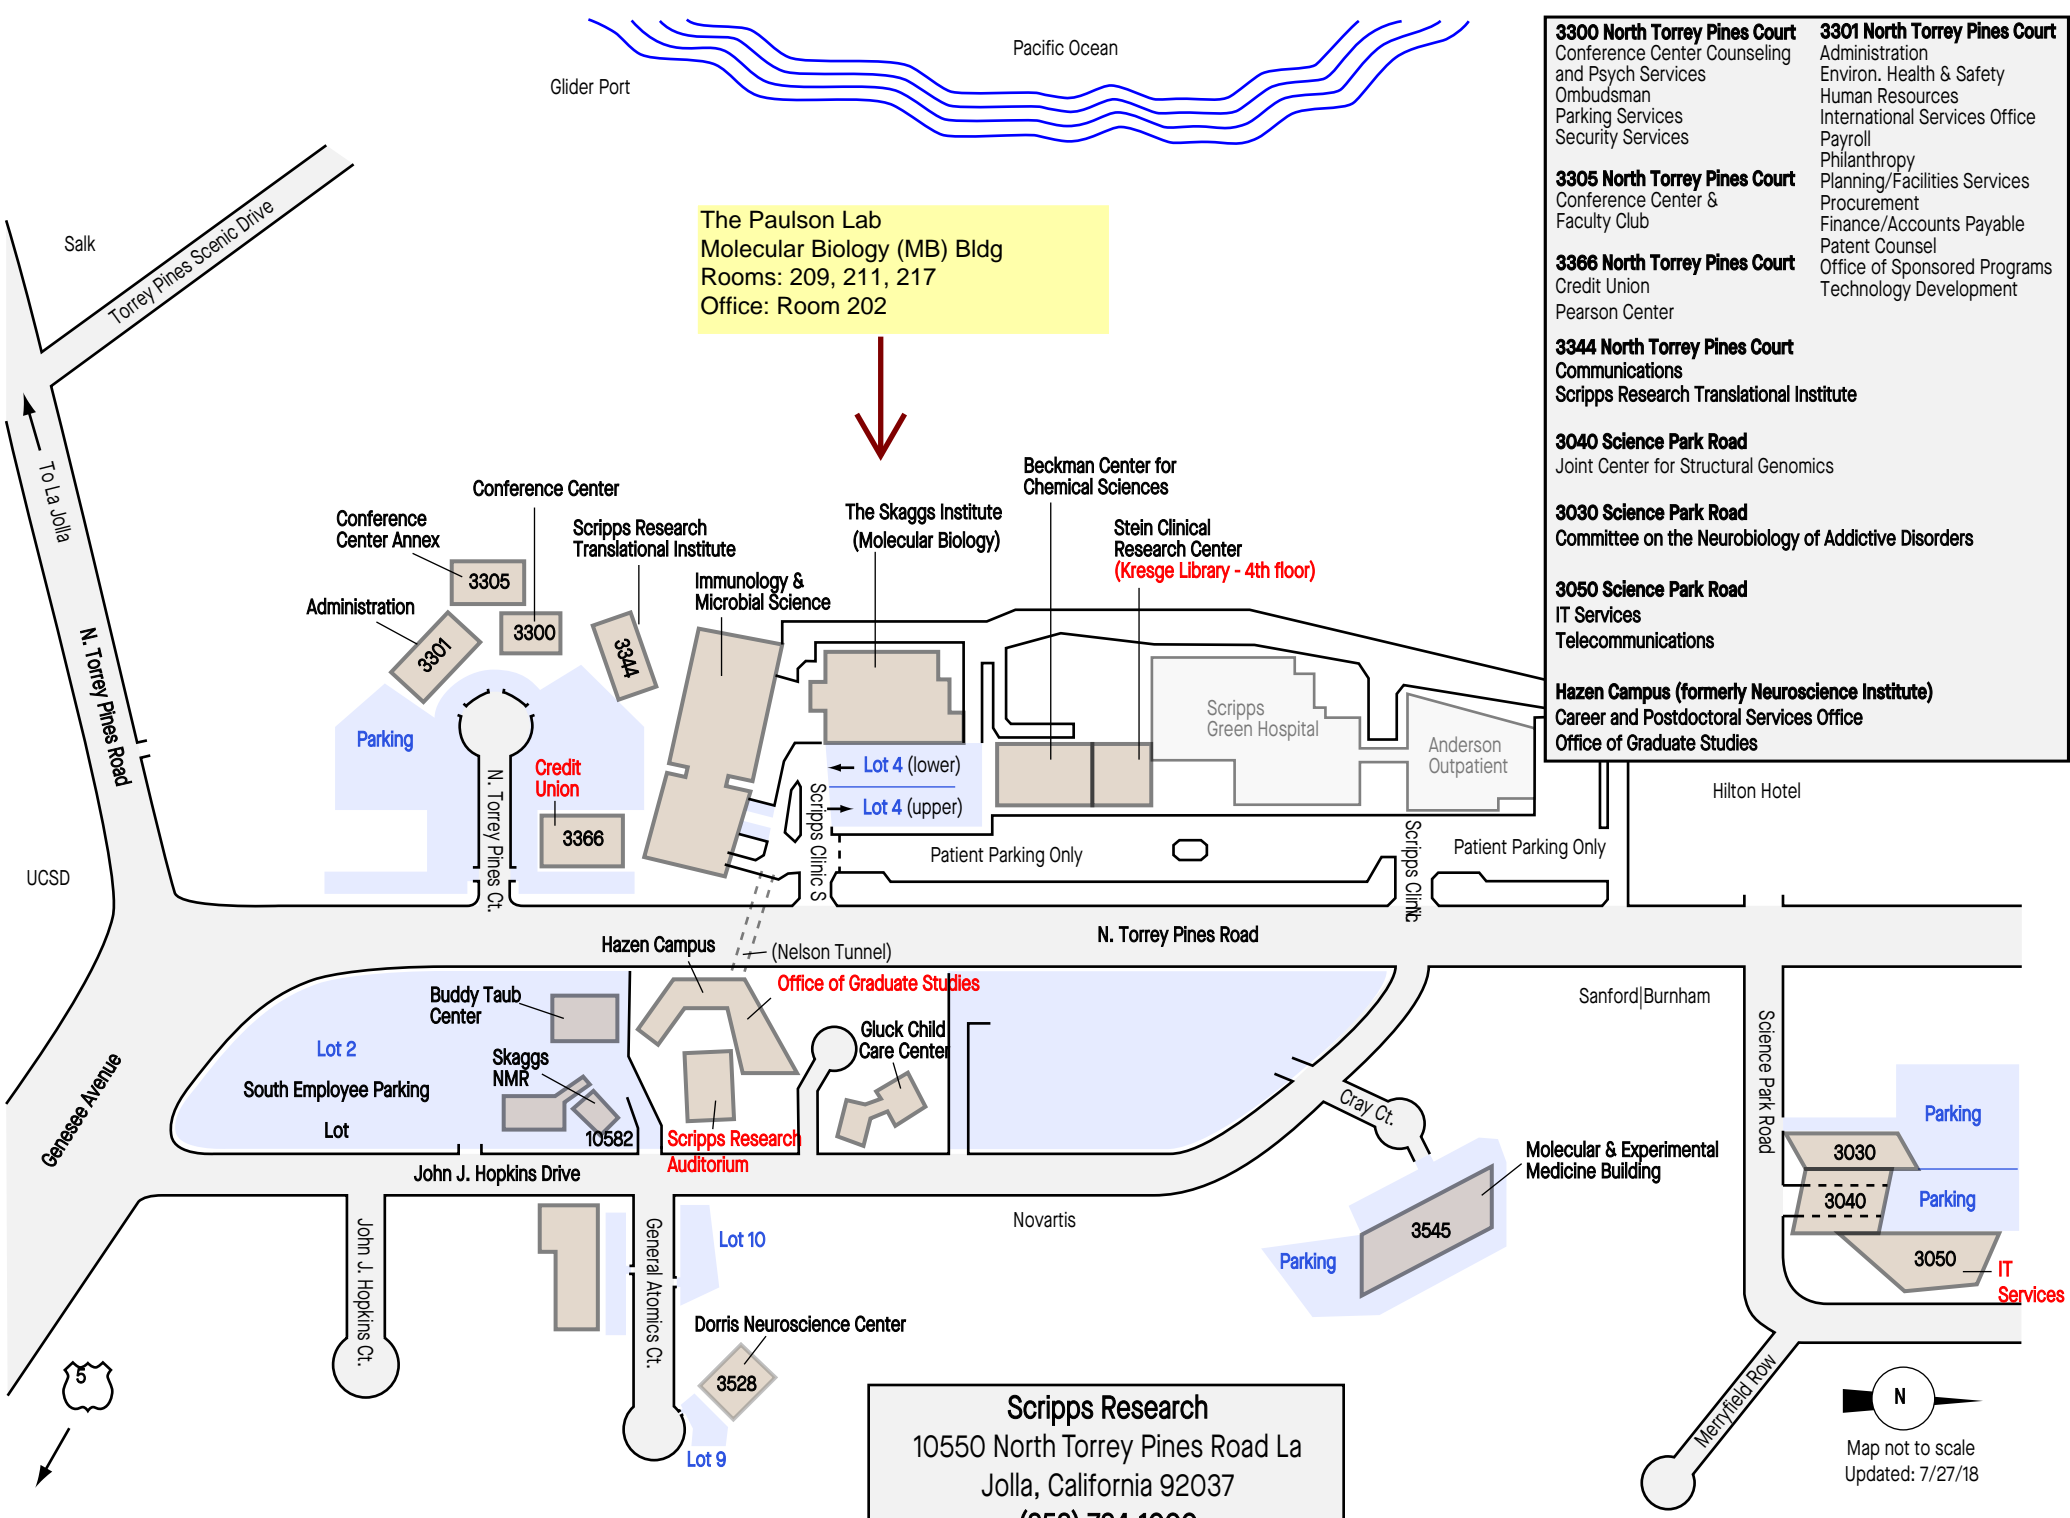 Pacific Ocean
Glider Port
3300 North Torrey Pines Court
Conference Center Counseling
and Psych Services
Ombudsman
Parking Services
Security Services
3305 North Torrey Pines Court
Conference Center &
Faculty Club
3366 North Torrey Pines Court
Credit Union
Pearson Center
3344 North Torrey Pines Court
Communications
Scripps Research Translational Institute
3040 Science Park Road
Joint Center for Structural Genomics
3030 Science Park Road
Committee on the Neurobiology of Addictive Disorders
3050 Science Park Road
IT Services
Telecommunications
Hazen Campus (formerly Neuroscience Institute)
Career and Postdoctoral Services Office
Office of Graduate Studies
3301 North Torrey Pines Court
Administration
Environ. Health & Safety
Human Resources
International Services Office
Payroll
Philanthropy
Planning/Facilities Services
Procurement
Finance/Accounts Payable
Patent Counsel
Office of Sponsored Programs
Technology Development
Salk
Torrey Pines Scenic Drive
The Paulson Lab
Molecular Biology (MB) Bldg
Rooms: 209, 211, 217
Office: Room 202
To La Jolla
N. Torrey Pines Road
Conference Center
Conference
Center Annex
Scripps Research
Translational Institute
Administration
3305
3300
3301
3344
Immunology &
Microbial Science
The Skaggs Institute
(Molecular Biology)
Beckman Center for
Chemical Sciences
Stein Clinical
Research Center
(Kresge Library - 4th floor)
Scripps
Green Hospital
Anderson
Outpatient
Parking
Credit
Union
3366
N. Torrey Pines Ct.
Lot 4 (lower)
Lot 4 (upper)
Scripps Clinic S
Patient Parking Only
Scripps Clinic
Patient Parking Only
Hilton Hotel
UCSD
N. Torrey Pines Road
Hazen Campus
(Nelson Tunnel)
Office of Graduate Studies
Buddy Taub
Center
Gluck Child
Care Center
Sanford|Burnham
Lot 2
South Employee Parking
Lot
Skaggs
NMR
10582
Scripps Research
Auditorium
Genesee Avenue
John J. Hopkins Drive
Cray Ct.
Science Park Road
Parking
3030
3040
Parking
3050
IT
Services
Molecular & Experimental
Medicine Building
3545
Parking
Novartis
John J. Hopkins Ct.
General Atomics Ct.
Lot 10
Dorris Neuroscience Center
3528
Lot 9
5
Merryfield Row
N
Map not to scale
Updated: 7/27/18
Scripps Research
10550 North Torrey Pines Road La
Jolla, California 92037